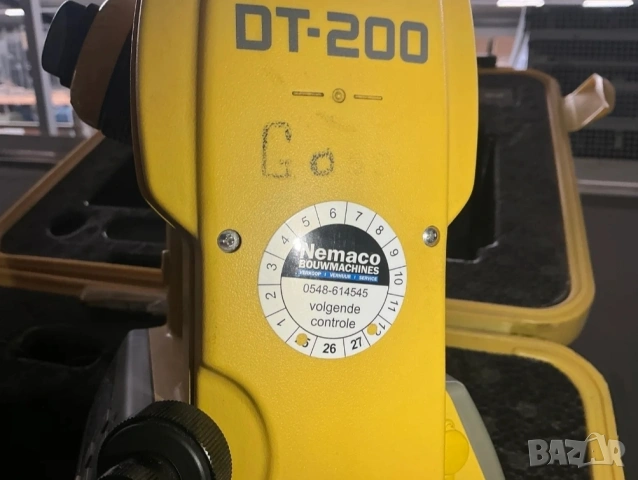 DT-200
Go
1 2 3 4 5 6 7 8 9 10 11 12
Nemaco
BOUWMACHINES
VERKOOP | VERHUUR | SERVICE
0548-614545
volgende
controle
26 27
BAZAR